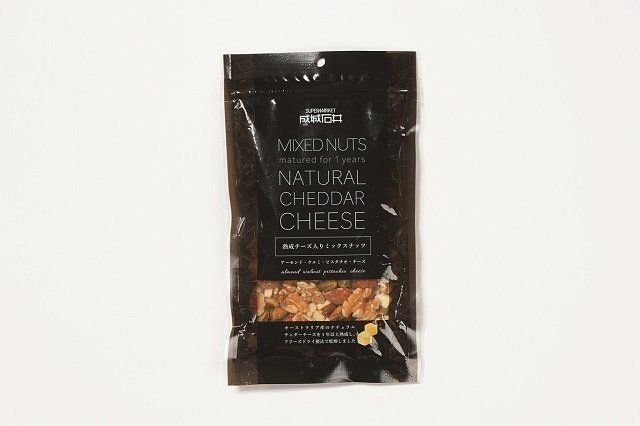 SUPERMARKET
成城石井
MIXED NUTS
matured for 1 years
NATURAL
CHEDDAR
CHEESE
熟成チーズ入りミックスナッツ
アーモンド・クルミ・ピスタチオ・チーズ
almond walnut pistachio cheese
オーストラリア産のナチュラル
チェダーチーズを1年以上熟成し、
フリーズドライ製法で乾燥しました